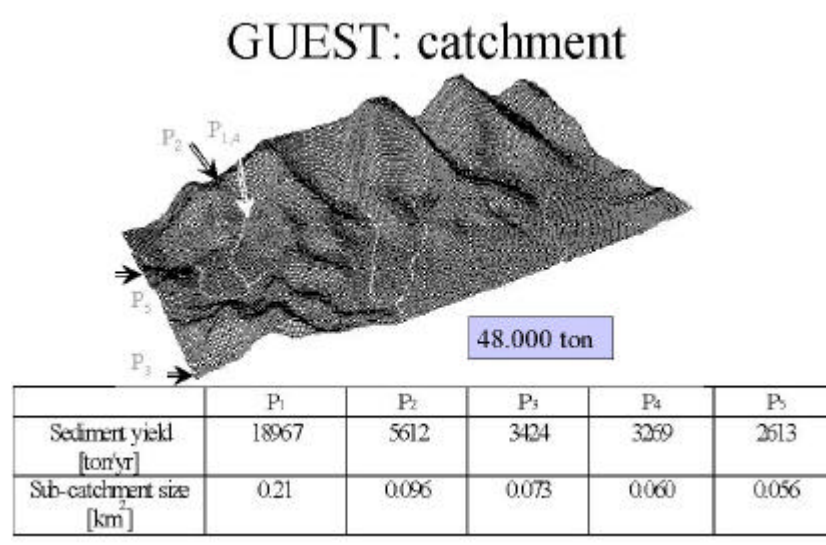 GUEST: catchment
P2 P1,4
P5
48.000 ton
P3
P1 P2 P3 P4 P5
Sediment yield 18967 5612 3424 3269 2613
[ton/yr]
Sub-catchment size 0.21 0.096 0.073 0.060 0.056
[km2]